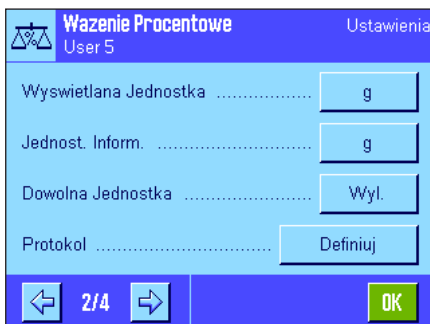 Wazenie Procentowe Ustawienia
User 5
Wyswietlana Jednostka .................. g
Jednost. Inform. ............................. g
Dowolna Jednostka ........................ Wyl.
Protokol ................................. Definiuj
2/4 OK